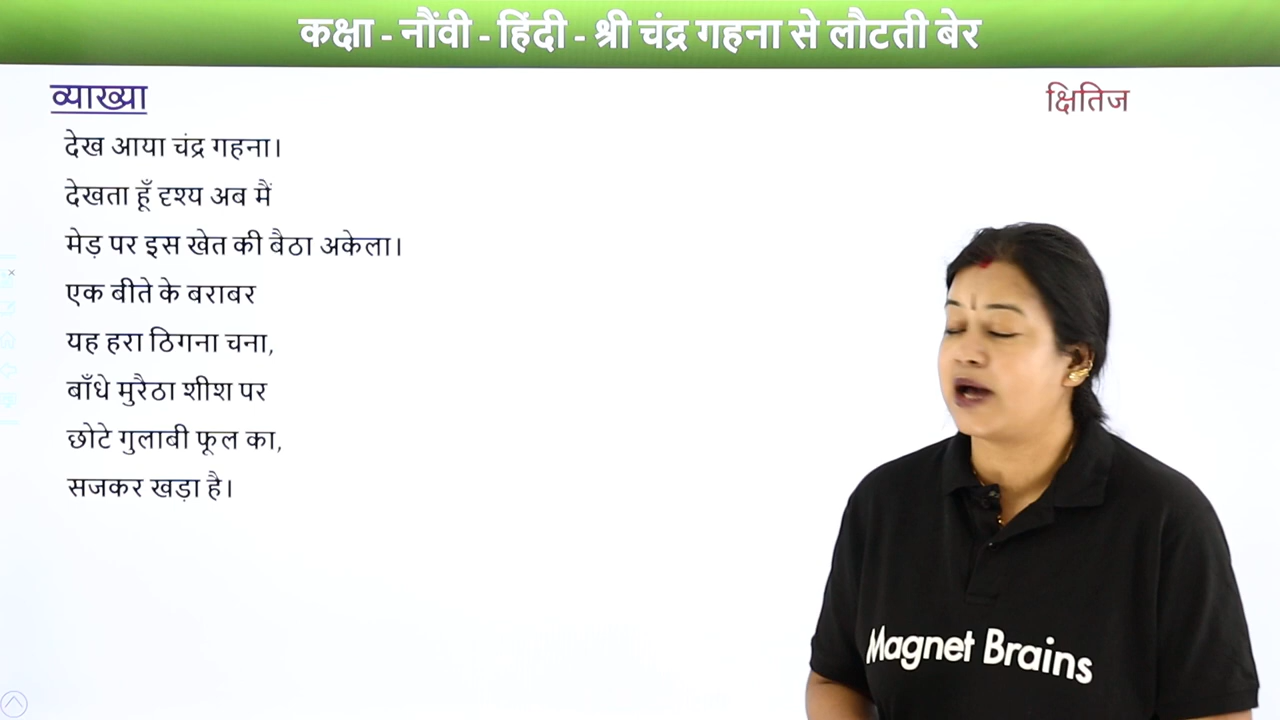 कक्षा - नौंवी - हिंदी - श्री चंद्र गहना से लौटती बेर
व्याख्या
क्षितिज
देख आया चंद्र गहना।
देखता हूँ दृश्य अब मैं
मेड़ पर इस खेत की बैठा अकेला।
एक बीते के बराबर
यह हरा ठिगना चना,
बाँधे मुरैठा शीश पर
छोटे गुलाबी फूल का,
सजकर खड़ा है।
Magnet Brains